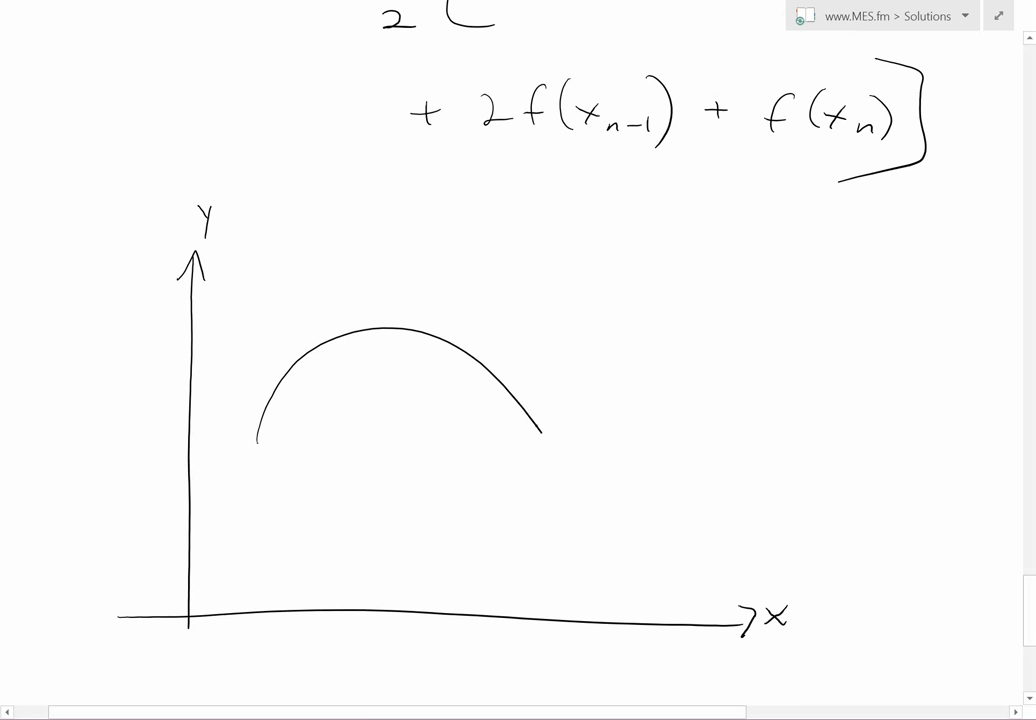 www.MES.fm > Solutions
2 [
+ 2f(xₙ₋₁) + f(xₙ)]
y
x